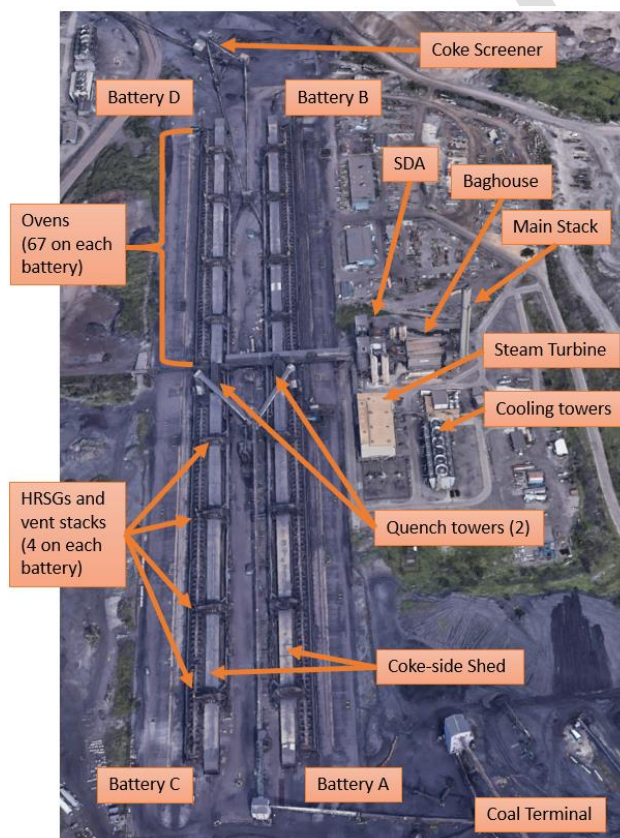 Coke Screener
Battery D
Battery B
SDA
Baghouse
Ovens
(67 on each
battery)
Main Stack
Steam Turbine
Cooling towers
HRSGs and
vent stacks
(4 on each
battery)
Quench towers (2)
Coke-side Shed
Battery C
Battery A
Coal Terminal